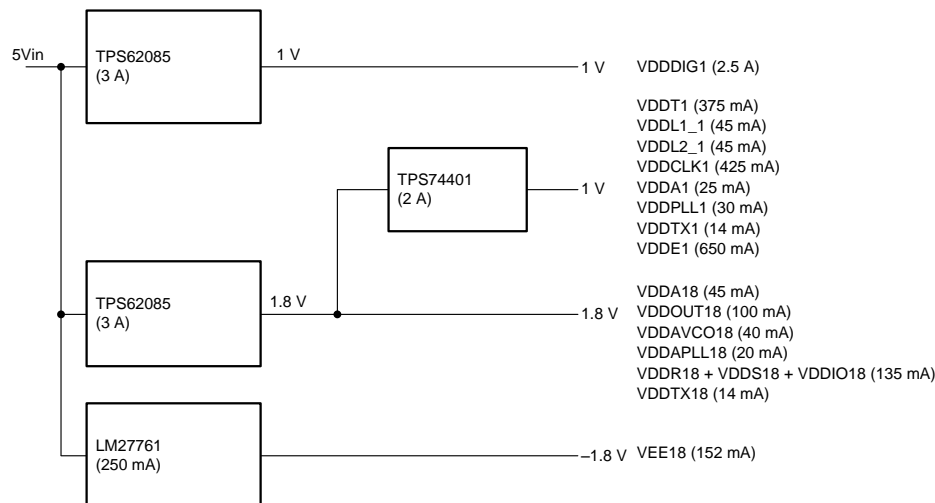 5Vin
TPS62085
(3 A)
1 V
1 V
VDDDIG1 (2.5 A)
VDDT1 (375 mA)
VDDL1_1 (45 mA)
VDDL2_1 (45 mA)
VDDCLK1 (425 mA)
VDDA1 (25 mA)
VDDPLL1 (30 mA)
VDDTX1 (14 mA)
VDDE1 (650 mA)
TPS74401
(2 A)
1 V
TPS62085
(3 A)
1.8 V
1.8 V
VDDA18 (45 mA)
VDDOUT18 (100 mA)
VDDAVCO18 (40 mA)
VDDAPLL18 (20 mA)
VDDR18 + VDDS18 + VDDIO18 (135 mA)
VDDTX18 (14 mA)
LM27761
(250 mA)
–1.8 V
VEE18 (152 mA)